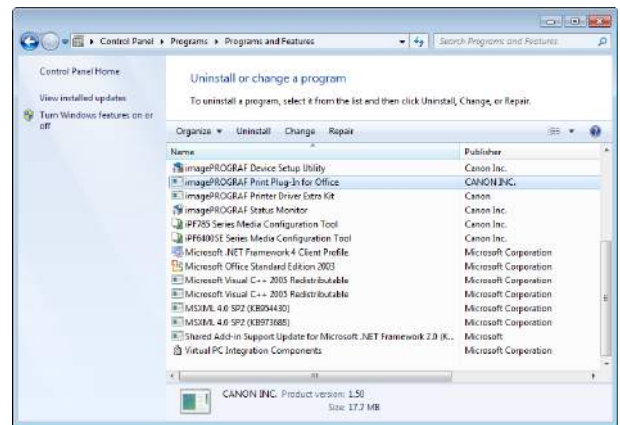 Control Panel ▸ Programs ▸ Programs and Features
Search Programs and Features
Control Panel Home
View installed updates
Turn Windows features on or
off
Uninstall or change a program
To uninstall a program, select it from the list and then click Uninstall, Change, or Repair.
Organize Uninstall Change Repair
Name Publisher
imagePROGRAF Device Setup Utility Canon Inc.
imagePROGRAF Print Plug-In for Office CANON INC.
imagePROGRAF Printer Driver Extra Kit Canon
imagePROGRAF Status Monitor Canon Inc.
iPF785 Series Media Configuration Tool Canon Inc.
iPF6400SE Series Media Configuration Tool Canon Inc.
Microsoft .NET Framework 4 Client Profile Microsoft Corporation
Microsoft Office Standard Edition 2003 Microsoft Corporation
Microsoft Visual C++ 2005 Redistributable Microsoft Corporation
Microsoft Visual C++ 2005 Redistributable Microsoft Corporation
MSXML 4.0 SP2 (KB954430) Microsoft Corporation
MSXML 4.0 SP2 (KB973685) Microsoft Corporation
Shared Add-in Support Update for Microsoft .NET Framework 2.0 (K... Microsoft
Virtual PC Integration Components Microsoft Corporation
CANON INC. Product version: 1.50
Size: 17.7 MB